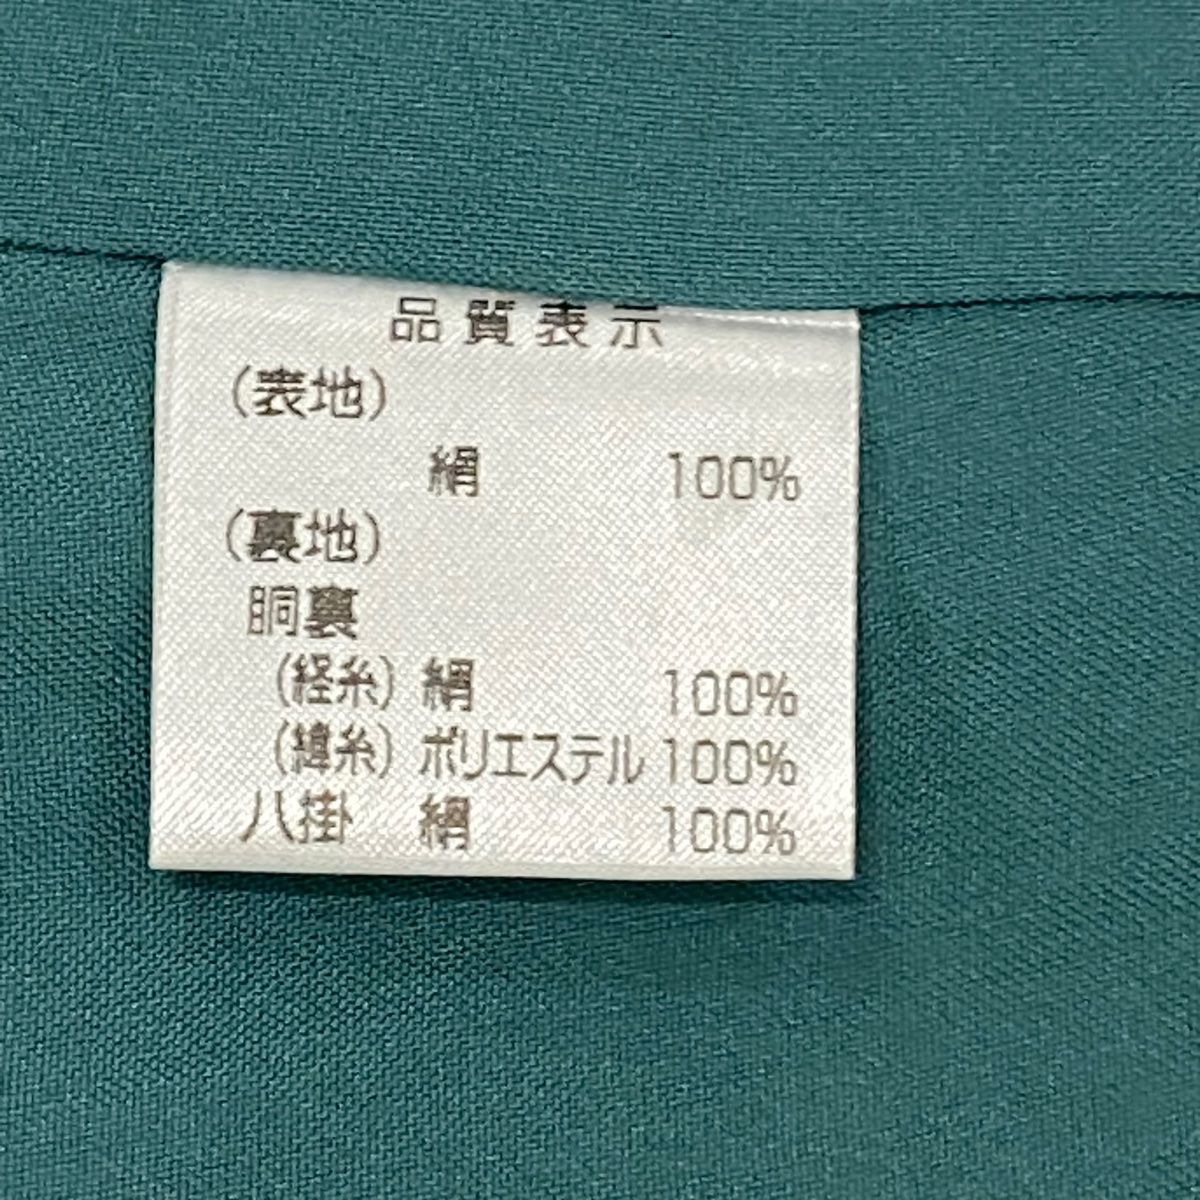 品質表示
(表地)
絹 100%
(裏地)
胴裏
(経糸) 絹 100%
(緯糸) ポリエステル 100%
八掛 絹 100%